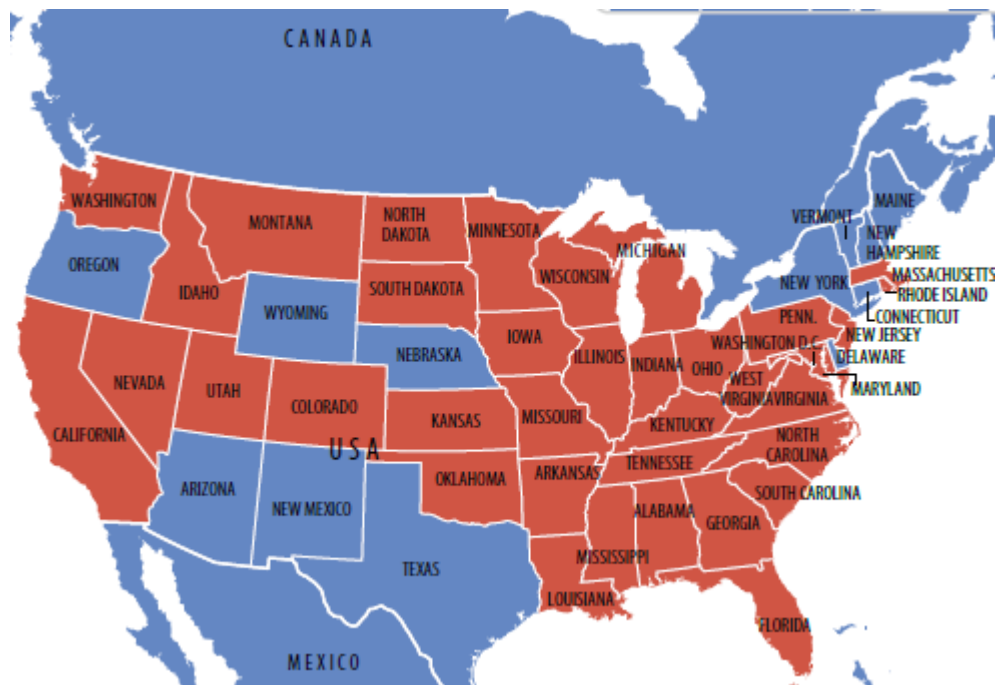 CANADA
WASHINGTON
MONTANA
NORTH
DAKOTA
MINNESOTA
MICHIGAN
VERMONT
MAINE
NEW
HAMPSHIRE
OREGON
IDAHO
SOUTH DAKOTA
WISCONSIN
NEW YORK
MASSACHUSETTS
RHODE ISLAND
CONNECTICUT
WYOMING
NEBRASKA
IOWA
ILLINOIS
INDIANA
OHIO
PENN.
NEW JERSEY
WASHINGTON D.C
DELAWARE
MARYLAND
NEVADA
UTAH
COLORADO
KANSAS
MISSOURI
WEST
VIRGINIA
VIRGINIA
KENTUCKY
CALIFORNIA
USA
OKLAHOMA
ARKANSAS
TENNESSEE
NORTH
CAROLINA
SOUTH CAROLINA
ARIZONA
NEW MEXICO
TEXAS
MISSISSIPPI
ALABAMA
GEORGIA
LOUISIANA
FLORIDA
MEXICO